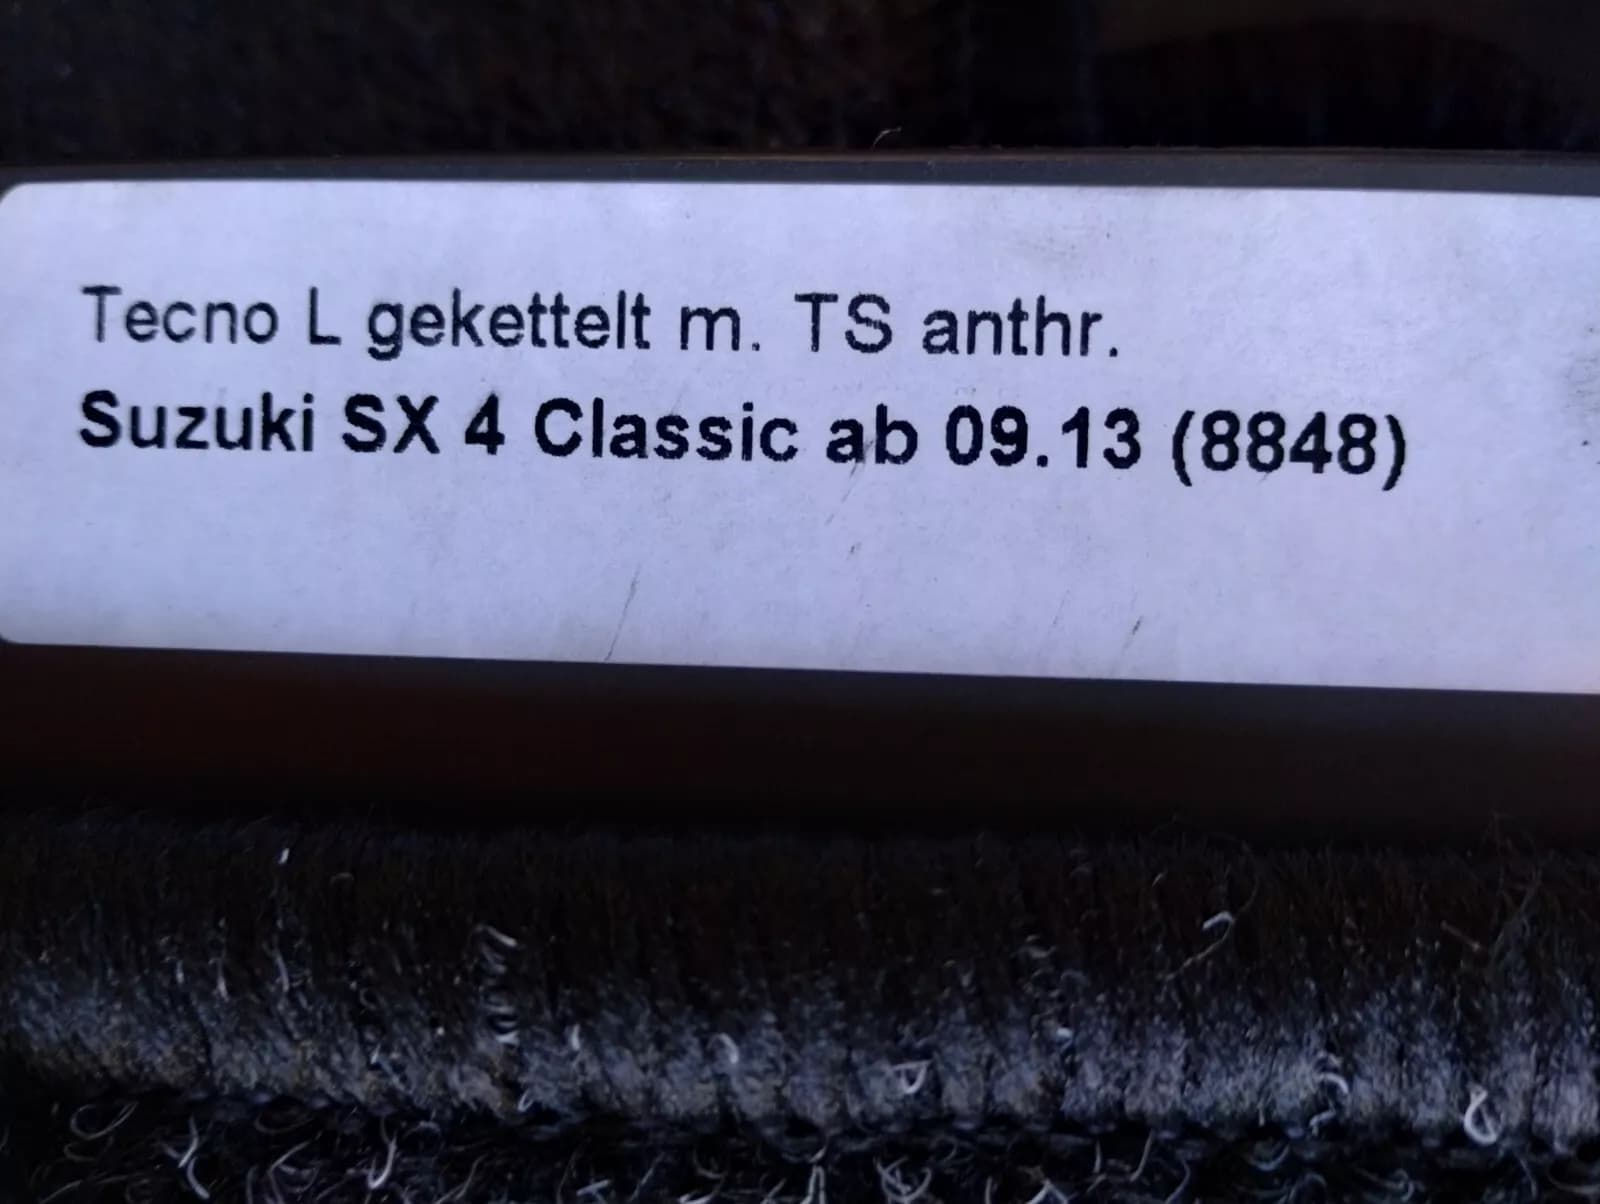 Tecno L gekettelt m. TS anthr.
Suzuki SX 4 Classic ab 09.13 (8848)